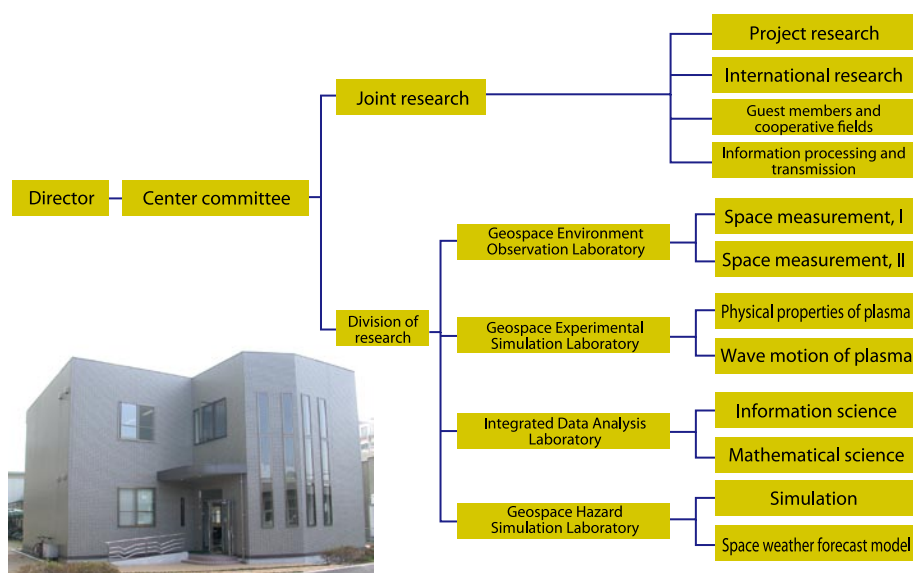 Director
Center committee
Joint research
Project research
International research
Guest members and
cooperative fields
Information processing and
transmission
Division of
research
Geospace Environment
Observation Laboratory
Space measurement, I
Space measurement, II
Geospace Experimental
Simulation Laboratory
Physical properties of plasma
Wave motion of plasma
Integrated Data Analysis
Laboratory
Information science
Mathematical science
Geospace Hazard
Simulation Laboratory
Simulation
Space weather forecast model